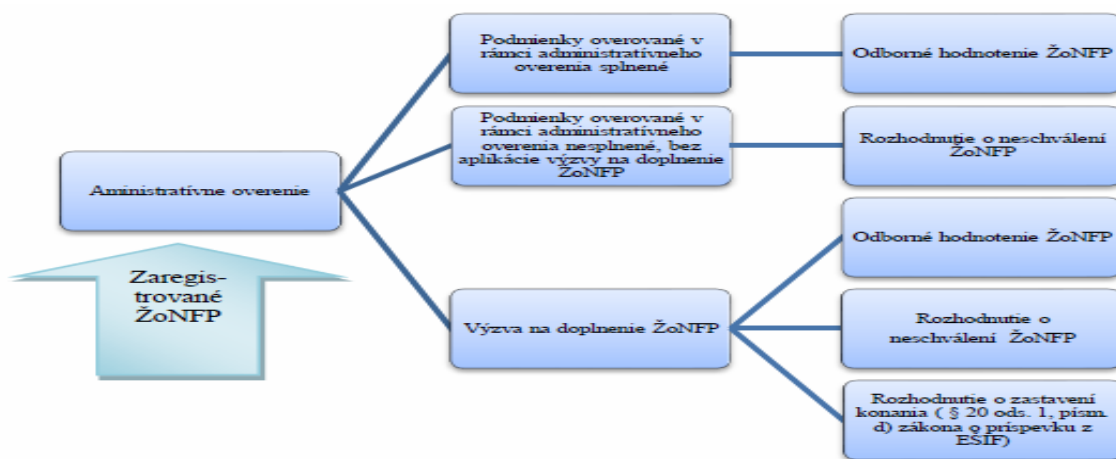 Podmienky overované v
rámci administratívneho
overenia splnené
Odborné hodnotenie ŽoNFP
Podmienky overované v
rámci administratívneho
overenia nesplnené, bez
aplikácie výzvy na doplnenie
ŽoNFP
Rozhodnutie o neschválení
ŽoNFP
Aministratívne overenie
Zaregis-
trované
ŽoNFP
Výzva na doplnenie ŽoNFP
Odborné hodnotenie ŽoNFP
Rozhodnutie o
neschválení ŽoNFP
Rozhodnutie o zastavení
konania ( § 20 ods. 1, písm.
d) zákona o príspevku z
EŠIF)